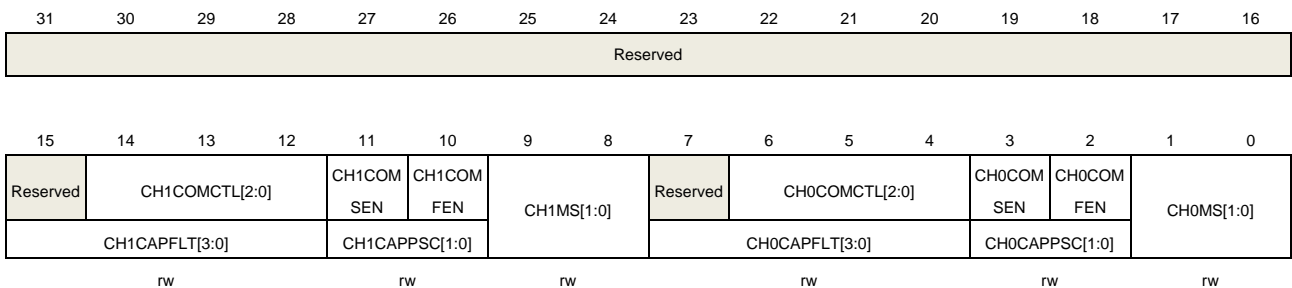 31 30 29 28 27 26 25 24 23 22 21 20 19 18 17 16
Reserved
15 14 13 12 11 10 9 8 7 6 5 4 3 2 1 0
Reserved CH1COMCTL[2:0] CH1COM SEN CH1COM FEN CH1MS[1:0] Reserved CH0COMCTL[2:0] CH0COM SEN CH0COM FEN CH0MS[1:0]
CH1CAPFLT[3:0] CH1CAPPSC[1:0] CH0CAPFLT[3:0] CH0CAPPSC[1:0]
rw rw rw rw rw rw